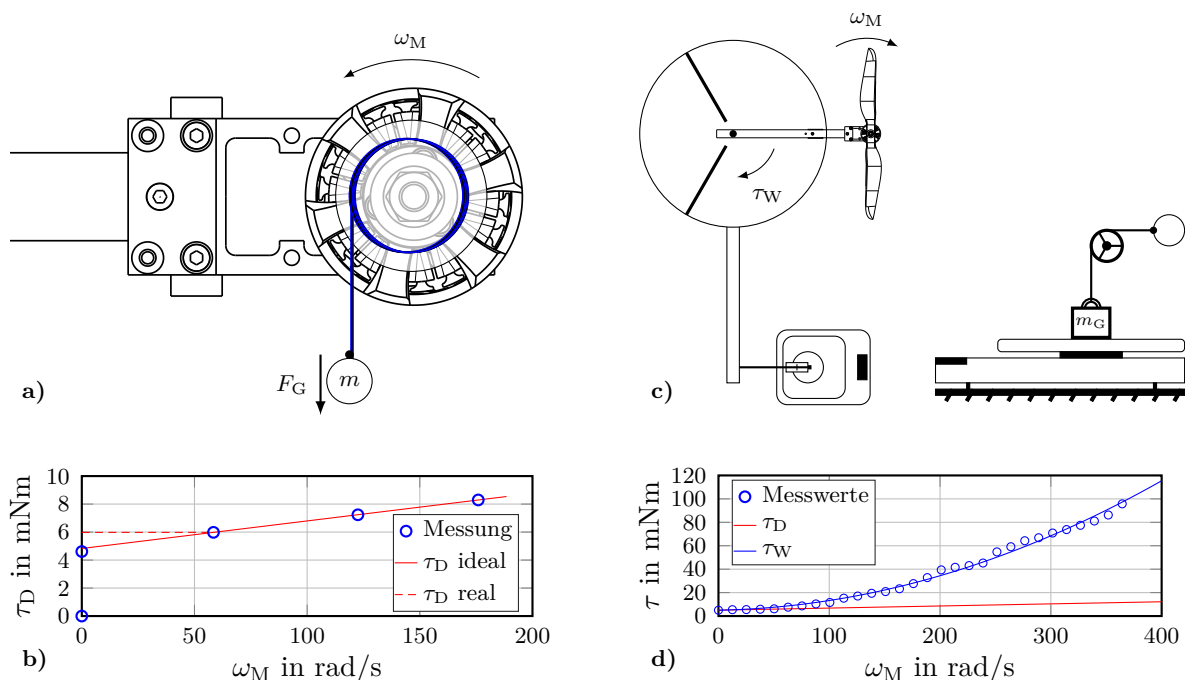 ω_M
F_G
m
a)
ω_M
τ_W
m_G
c)
10
8
6
4
2
0
τ_D in mNm
Messung
τ_D ideal
τ_D real
0
50
100
150
200
ω_M in rad/s
b)
120
100
80
60
40
20
0
τ in mNm
Messwerte
τ_D
τ_W
0
100
200
300
400
ω_M in rad/s
d)